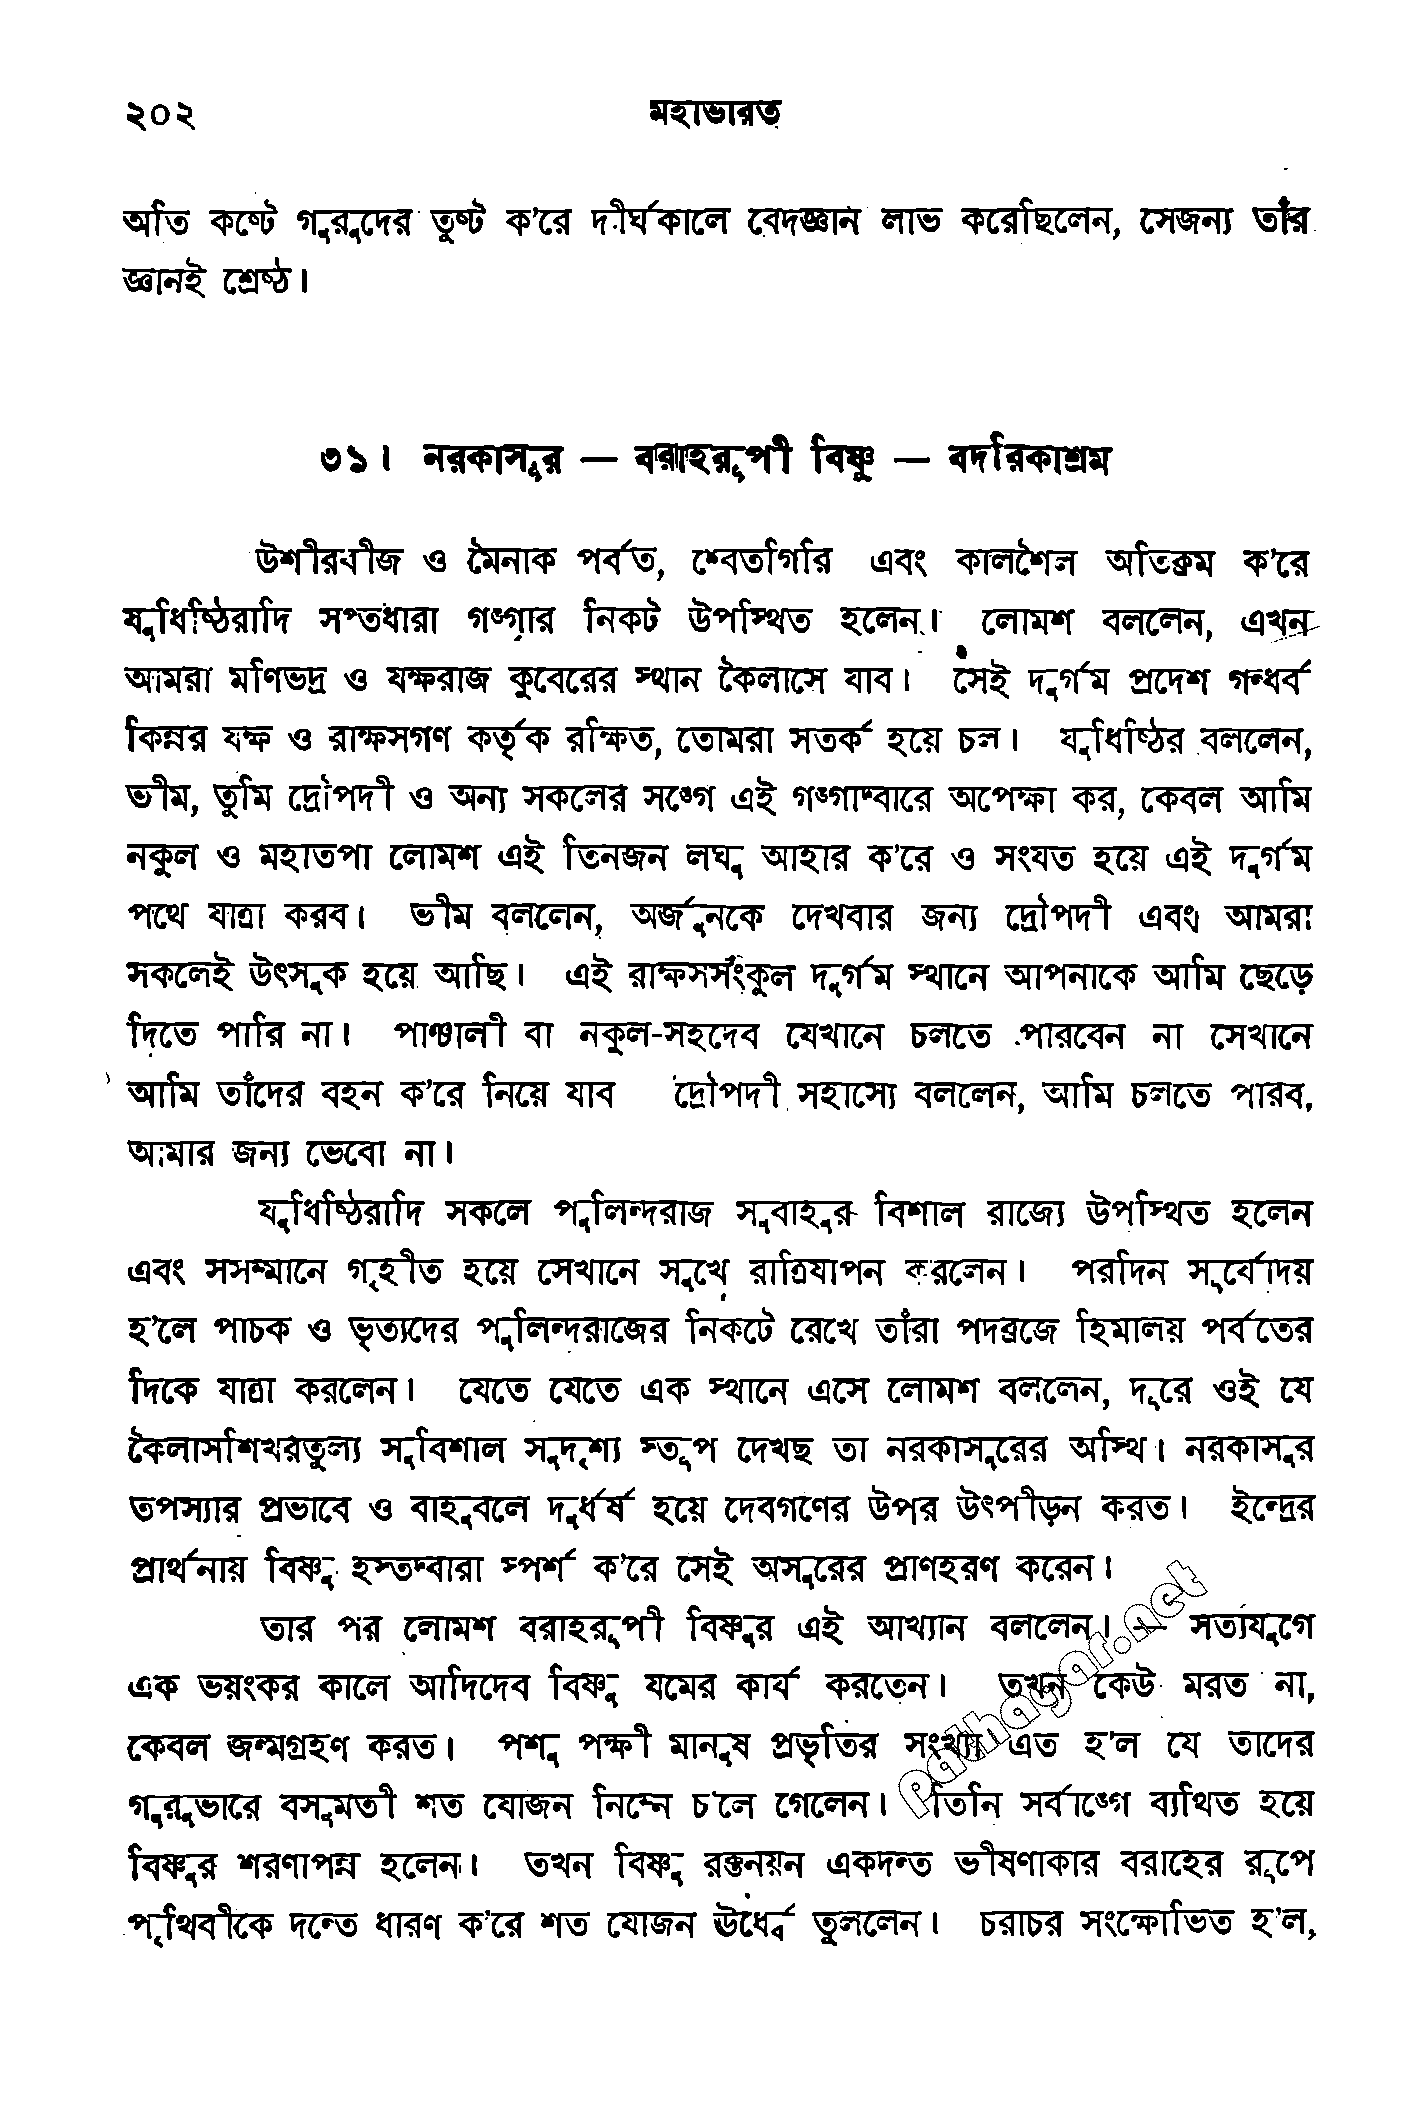 ২০২ মহাভারত
অতি কষ্টে গুরুদের তুষ্ট ক'রে দীর্ঘকালে বেদজ্ঞান লাভ করেছিলেন, সেজন্য তাঁর
জ্ঞানই শ্রেষ্ঠ।
৩১। নরকাসুর — বরাহরূপী বিষ্ণু — বদরিকাশ্রম
উশীরবীজ ও মৈনাক পর্বত, শ্বেতগিরি এবং কালশৈল অতিক্রম ক'রে
যুধিষ্ঠিরাদি সপ্তধারা গঙ্গার নিকট উপস্থিত হলেন। লোমশ বললেন, এখন
আমরা মণিভদ্র ও যক্ষরাজ কুবেরের স্থান কৈলাসে যাব। সেই দুর্গম প্রদেশ গন্ধর্ব
কিন্নর যক্ষ ও রাক্ষসগণ কর্তৃক রক্ষিত, তোমরা সতর্ক হয়ে চল। যুধিষ্ঠির বললেন,
ভীম, তুমি দ্রৌপদী ও অন্য সকলের সঙ্গে এই গঙ্গাদ্বারে অপেক্ষা কর, কেবল আমি
নকুল ও মহাতপা লোমশ এই তিনজন লঘু আহার ক'রে ও সংযত হয়ে এই দুর্গম
পথে যাত্রা করব। ভীম বললেন, অর্জুনকে দেখবার জন্য দ্রৌপদী এবং আমরা
সকলেই উৎসুক হয়ে আছি। এই রাক্ষসসংকুল দুর্গম স্থানে আপনাকে আমি ছেড়ে
দিতে পারি না। পাঞ্চালী বা নকুল-সহদেব যেখানে চলতে পারবেন না সেখানে
আমি তাঁদের বহন ক'রে নিয়ে যাব দ্রৌপদী সহাস্যে বললেন, আমি চলতে পারব,
আমার জন্য ভেবো না।
যুধিষ্ঠিরাদি সকলে পুলিন্দরাজ সুবাহুর বিশাল রাজ্যে উপস্থিত হলেন
এবং সসম্মানে গৃহীত হয়ে সেখানে সুখে রাত্রিযাপন করলেন। পরদিন সূর্যোদয়
হ'লে পাচক ও ভৃত্যদের পুলিন্দরাজের নিকটে রেখে তাঁরা পদব্রজে হিমালয় পর্বতের
দিকে যাত্রা করলেন। যেতে যেতে এক স্থানে এসে লোমশ বললেন, দূরে ওই যে
কৈলাসশিখরতুল্য সুবিশাল সুদৃশ্য স্তূপ দেখছ তা নরকাসুরের অস্থি। নরকাসুর
তপস্যার প্রভাবে ও বাহুবলে দুর্ধর্ষ হয়ে দেবগণের উপর উৎপীড়ন করত। ইন্দ্রের
প্রার্থনায় বিষ্ণু হস্তদ্বারা স্পর্শ ক'রে সেই অসুরের প্রাণহরণ করেন।
তার পর লোমশ বরাহরূপী বিষ্ণুর এই আখ্যান বললেন। — সত্যযুগে
এক ভয়ংকর কালে আদিদেব বিষ্ণু যমের কার্য করতেন। তখন কেউ মরত না,
কেবল জন্মগ্রহণ করত। পশু পক্ষী মানুষ প্রভৃতির সংখ্যা এত হ'ল যে তাদের
গুরুভারে বসুমতী শত যোজন নিম্নে চ'লে গেলেন। তিনি সর্বাঙ্গে ব্যথিত হয়ে
বিষ্ণুর শরণাপন্ন হলেন। তখন বিষ্ণু রক্তনয়ন একদন্ত ভীষণাকার বরাহের রূপে
পৃথিবীকে দন্তে ধারণ ক'রে শত যোজন ঊর্ধ্বে তুললেন। চরাচর সংক্ষোভিত হ'ল,
Pathagar.net